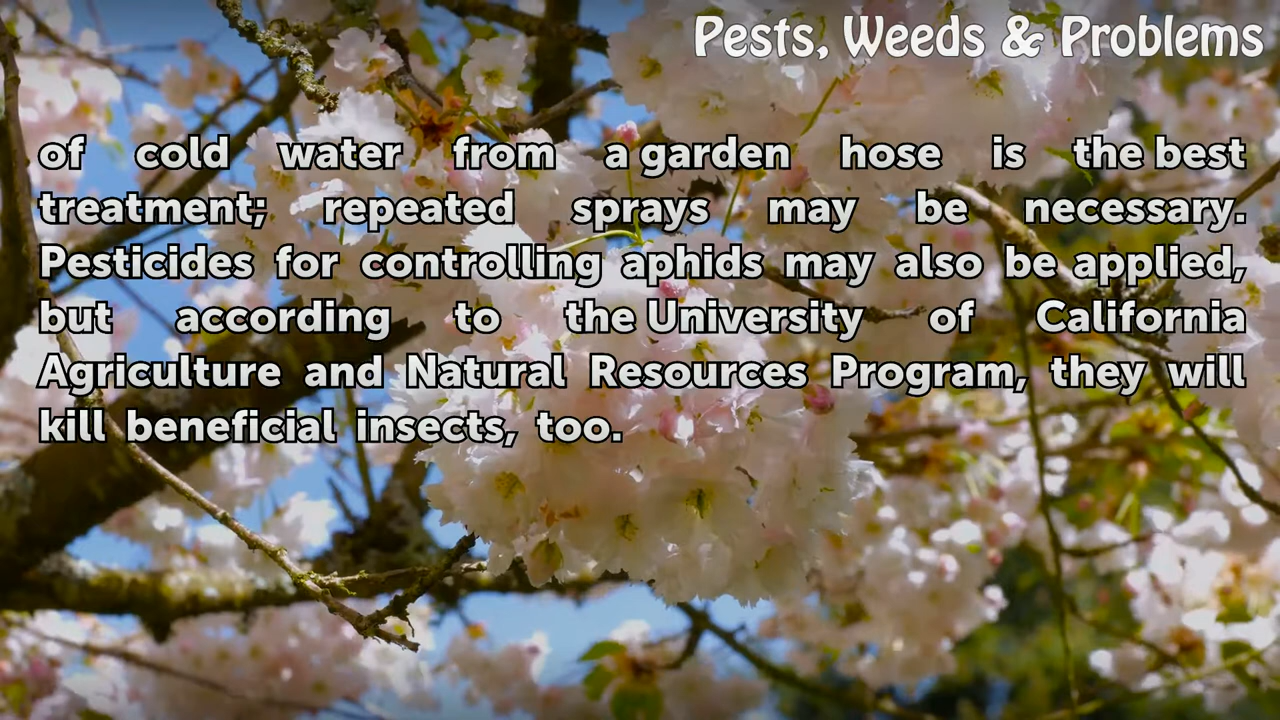 Pests, Weeds & Problems
of cold water from a garden hose is the best
treatment; repeated sprays may be necessary.
Pesticides for controlling aphids may also be applied,
but according to the University of California
Agriculture and Natural Resources Program, they will
kill beneficial insects, too.